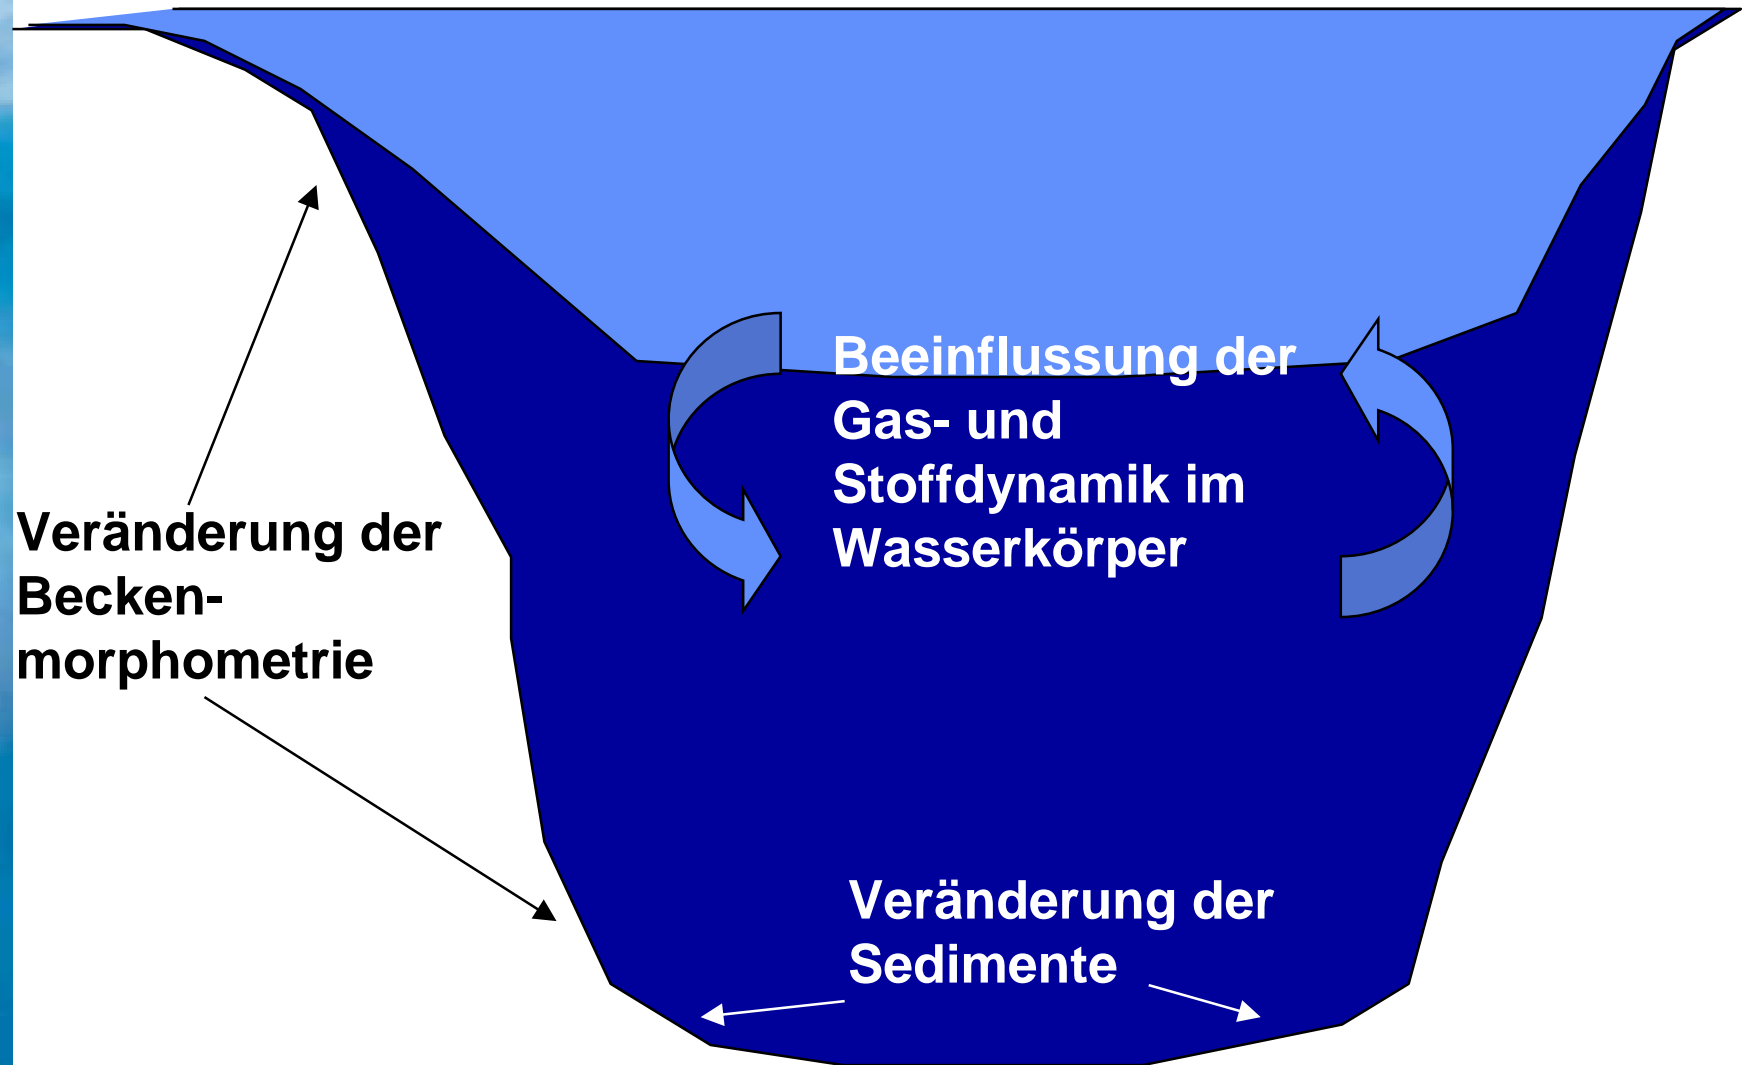 Beeinflussung der
Gas- und
Stoffdynamik im
Wasserkörper
Veränderung der
Becken-
morphometrie
Veränderung der
Sedimente